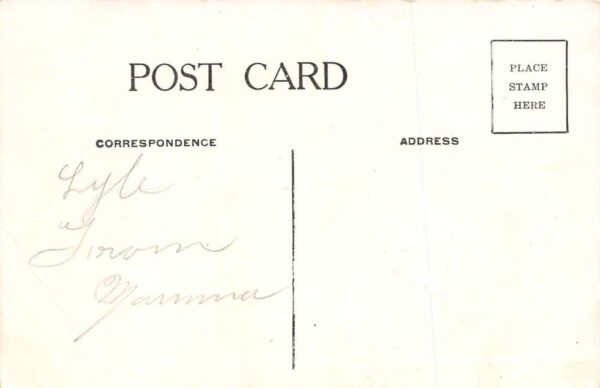 POST CARD
PLACE
STAMP
HERE
CORRESPONDENCE
ADDRESS
Lyle
From
Mamma